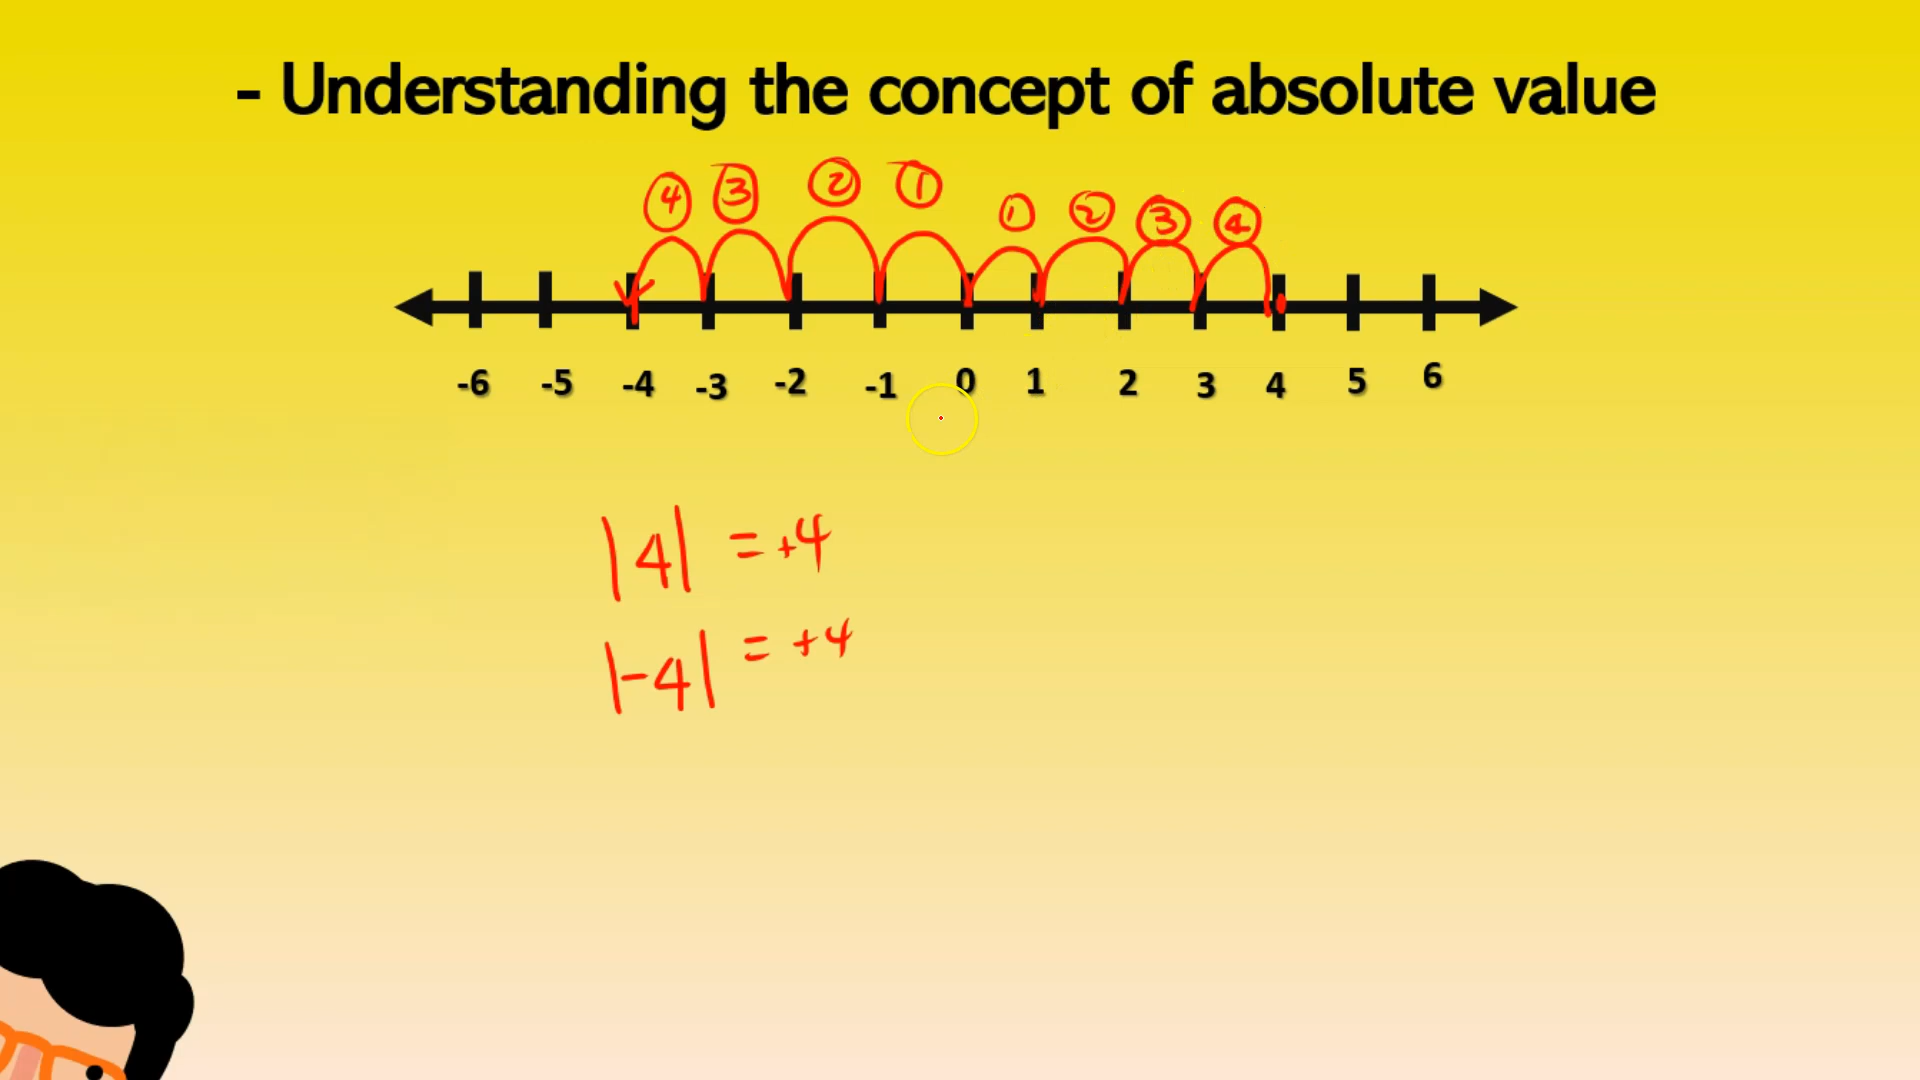 - Understanding the concept of absolute value
4 3 2 1 1 2 3 4
-6 -5 -4 -3 -2 -1 0 1 2 3 4 5 6
|4| = +4
|-4| = +4